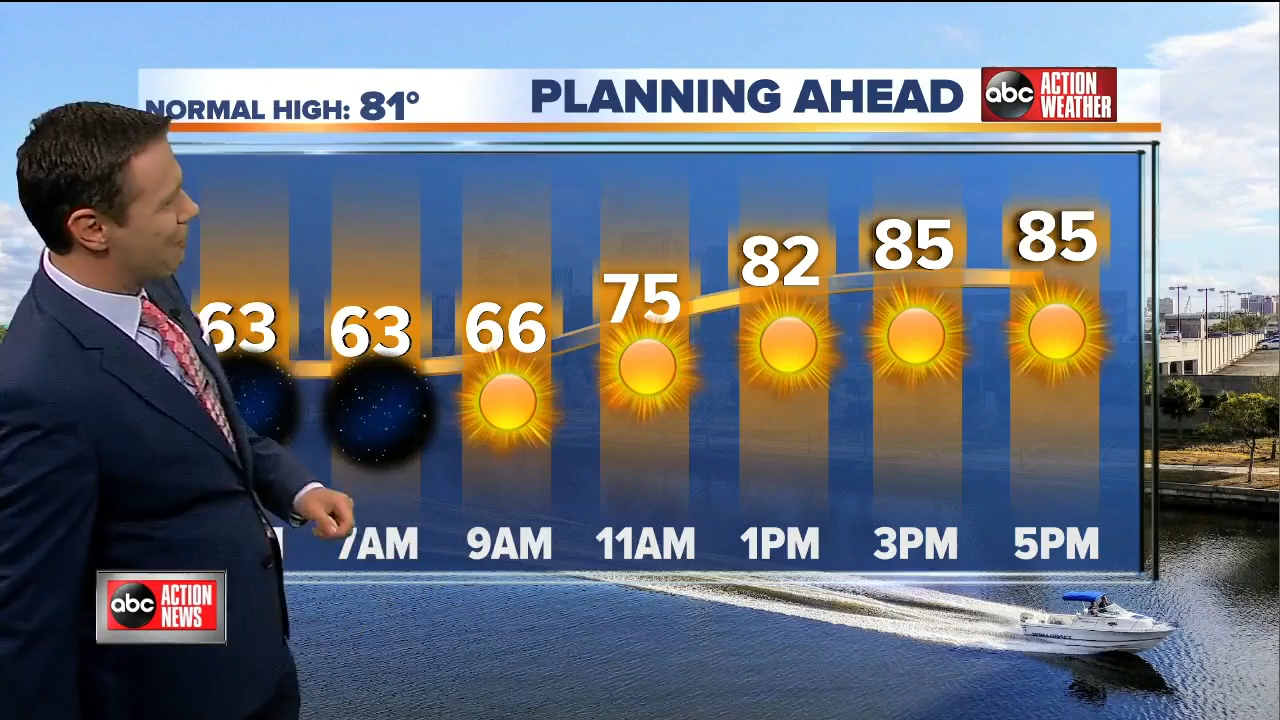 NORMAL HIGH: 81°
PLANNING AHEAD
abc ACTION WEATHER
63 63 66 75 82 85 85
7AM 9AM 11AM 1PM 3PM 5PM
abc ACTION NEWS